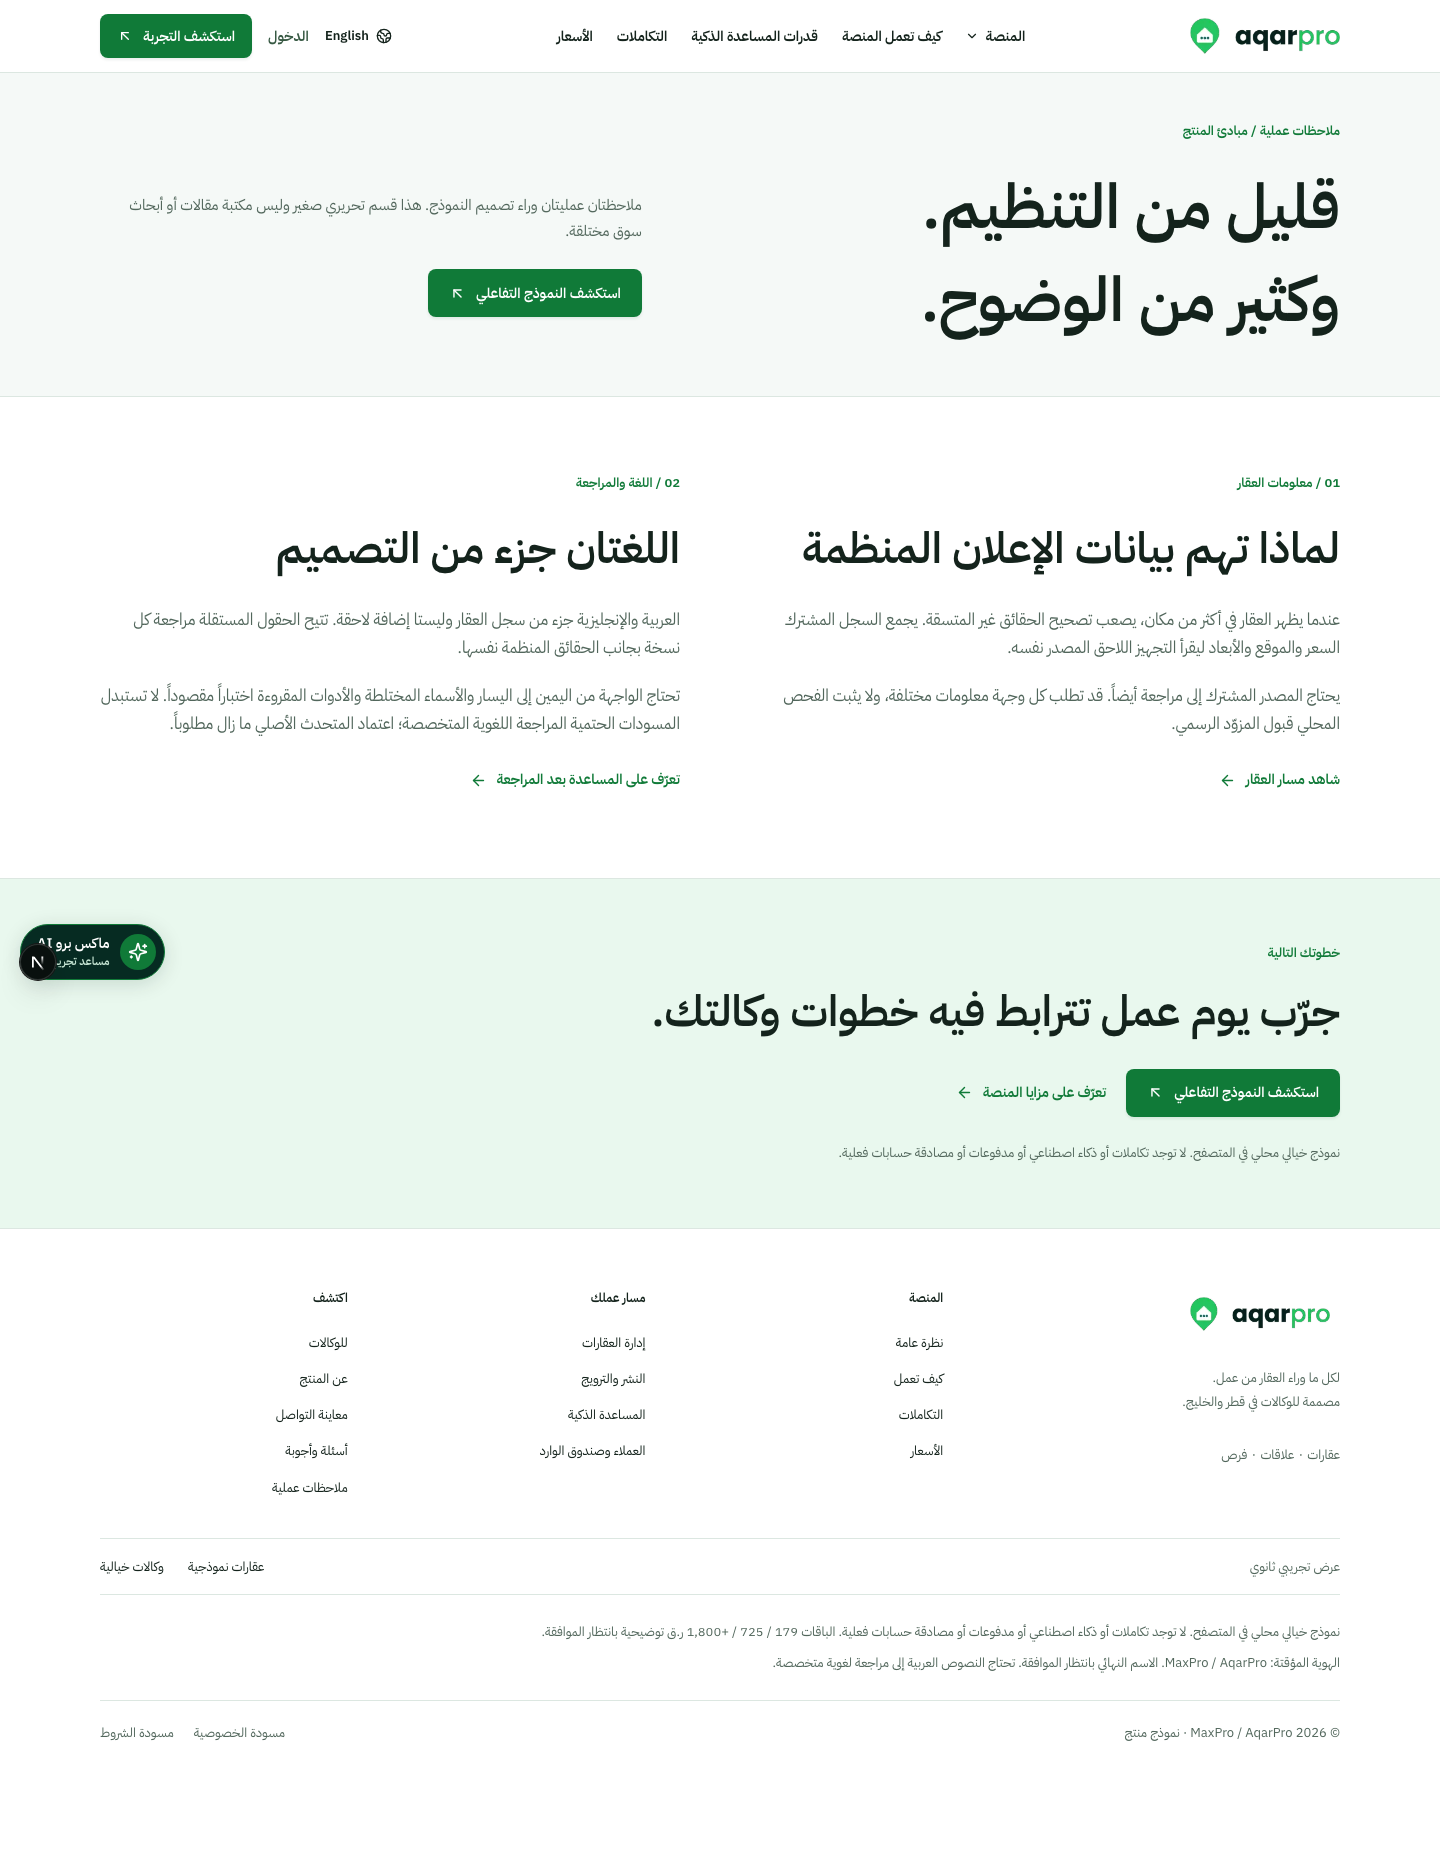 aqarpro
المنصة
كيف تعمل المنصة
قدرات المساعدة الذكية
التكاملات
الأسعار
English
الدخول
استكشف التجربة
ملاحظات عملية / مبادئ المنتج
قليل من التنظيم.
وكثير من الوضوح.
ملاحظتان عمليتان وراء تصميم النموذج. هذا قسم تحريري صغير وليس مكتبة مقالات أو أبحاث
سوق مختلقة.
استكشف النموذج التفاعلي
01 / معلومات العقار
لماذا تهم بيانات الإعلان المنظمة
عندما يظهر العقار في أكثر من مكان، يصعب تصحيح الحقائق غير المتسقة. يجمع السجل المشترك
السعر والموقع والأبعاد ليقرأ التجهيز اللاحق المصدر نفسه.
يحتاج المصدر المشترك إلى مراجعة أيضاً. قد تطلب كل وجهة معلومات مختلفة، ولا يثبت الفحص
المحلي قبول المزوّد الرسمي.
شاهد مسار العقار
02 / اللغة والمراجعة
اللغتان جزء من التصميم
العربية والإنجليزية جزء من سجل العقار وليستا إضافة لاحقة. تتيح الحقول المستقلة مراجعة كل
نسخة بجانب الحقائق المنظمة نفسها.
تحتاج الواجهة من اليمين إلى اليسار والأسماء المختلطة والأدوات المقروءة اختباراً مقصوداً. لا تستبدل
المسودات الحتمية المراجعة اللغوية المتخصصة؛ اعتماد المتحدث الأصلي ما زال مطلوباً.
تعرّف على المساعدة بعد المراجعة
ماكس برو AI
مساعد
خطوتك التالية
جرّب يوم عمل تترابط فيه خطوات وكالتك.
استكشف النموذج التفاعلي
تعرّف على مزايا المنصة
نموذج خيالي محلي في المتصفح. لا توجد تكاملات أو ذكاء اصطناعي أو مدفوعات أو مصادقة حسابات فعلية.
aqarpro
لكل ما وراء العقار من عمل.
مصممة للوكالات في قطر والخليج.
عقارات · علاقات · فرص
المنصة
نظرة عامة
كيف تعمل
التكاملات
الأسعار
مسار عملك
إدارة العقارات
النشر والترويج
المساعدة الذكية
العملاء وصندوق الوارد
اكتشف
للوكالات
عن المنتج
معاينة التواصل
أسئلة وأجوبة
ملاحظات عملية
عرض تجريبي ثانوي
عقارات نموذجية
وكالات خيالية
نموذج خيالي محلي في المتصفح. لا توجد تكاملات أو ذكاء اصطناعي أو مدفوعات أو مصادقة حسابات فعلية. الباقات 179 / 725 / +1,800 ر.ق توضيحية بانتظار الموافقة.
الهوية المؤقتة: MaxPro / AqarPro. الاسم النهائي بانتظار الموافقة. تحتاج النصوص العربية إلى مراجعة لغوية متخصصة.
© 2026 MaxPro / AqarPro · نموذج منتج
مسودة الخصوصية
مسودة الشروط